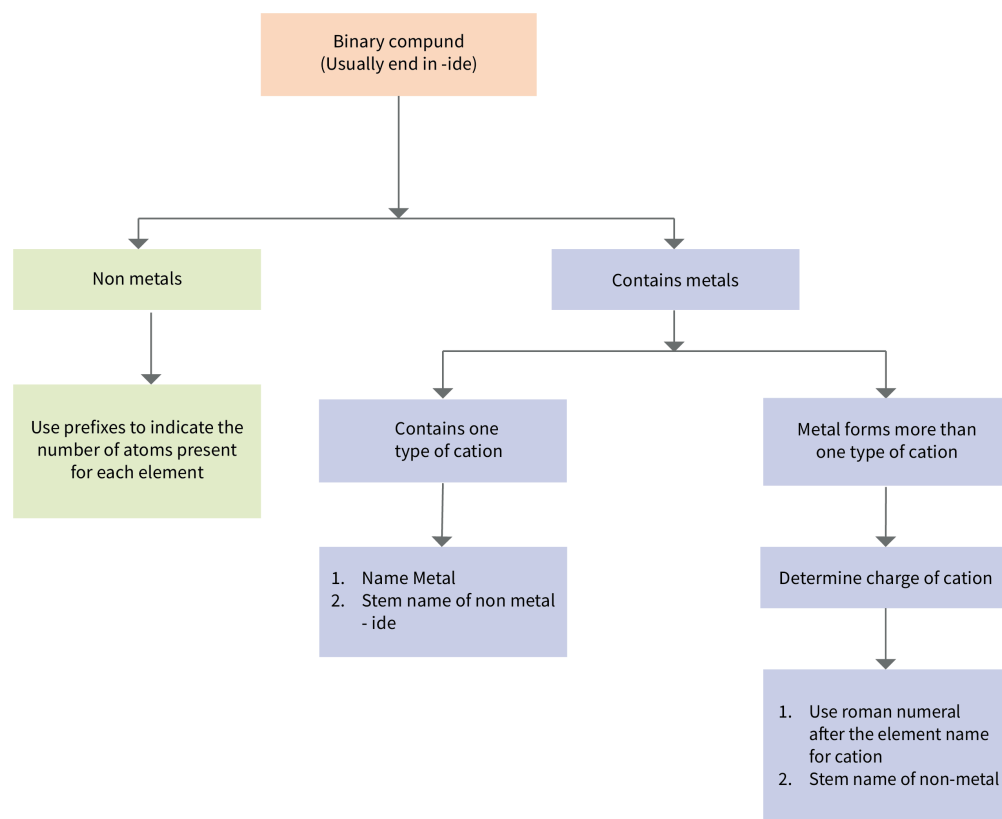 Binary compund
(Usually end in -ide)
Non metals
Contains metals
Use prefixes to indicate the
number of atoms present
for each element
Contains one
type of cation
Metal forms more than
one type of cation
1. Name Metal
2. Stem name of non metal
- ide
Determine charge of cation
1. Use roman numeral
after the element name
for cation
2. Stem name of non-metal